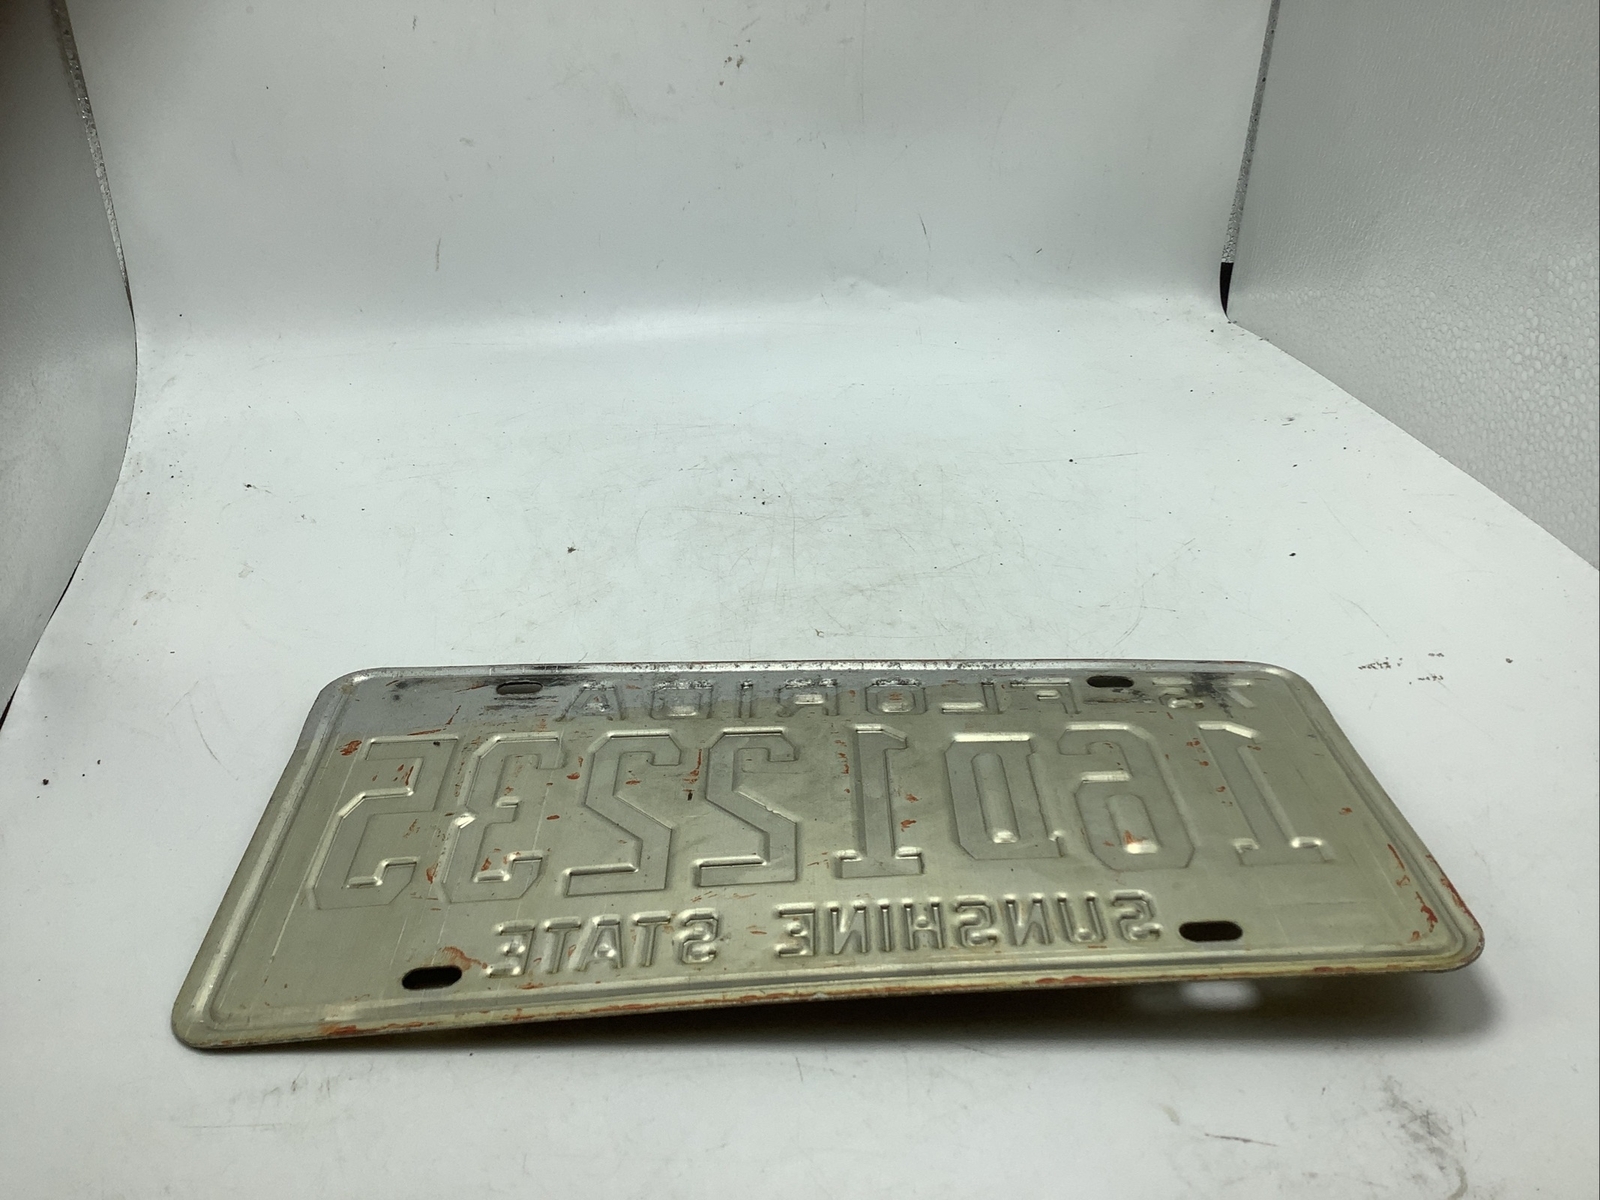 FLORIDA
16D12235
SUNSHINE STATE